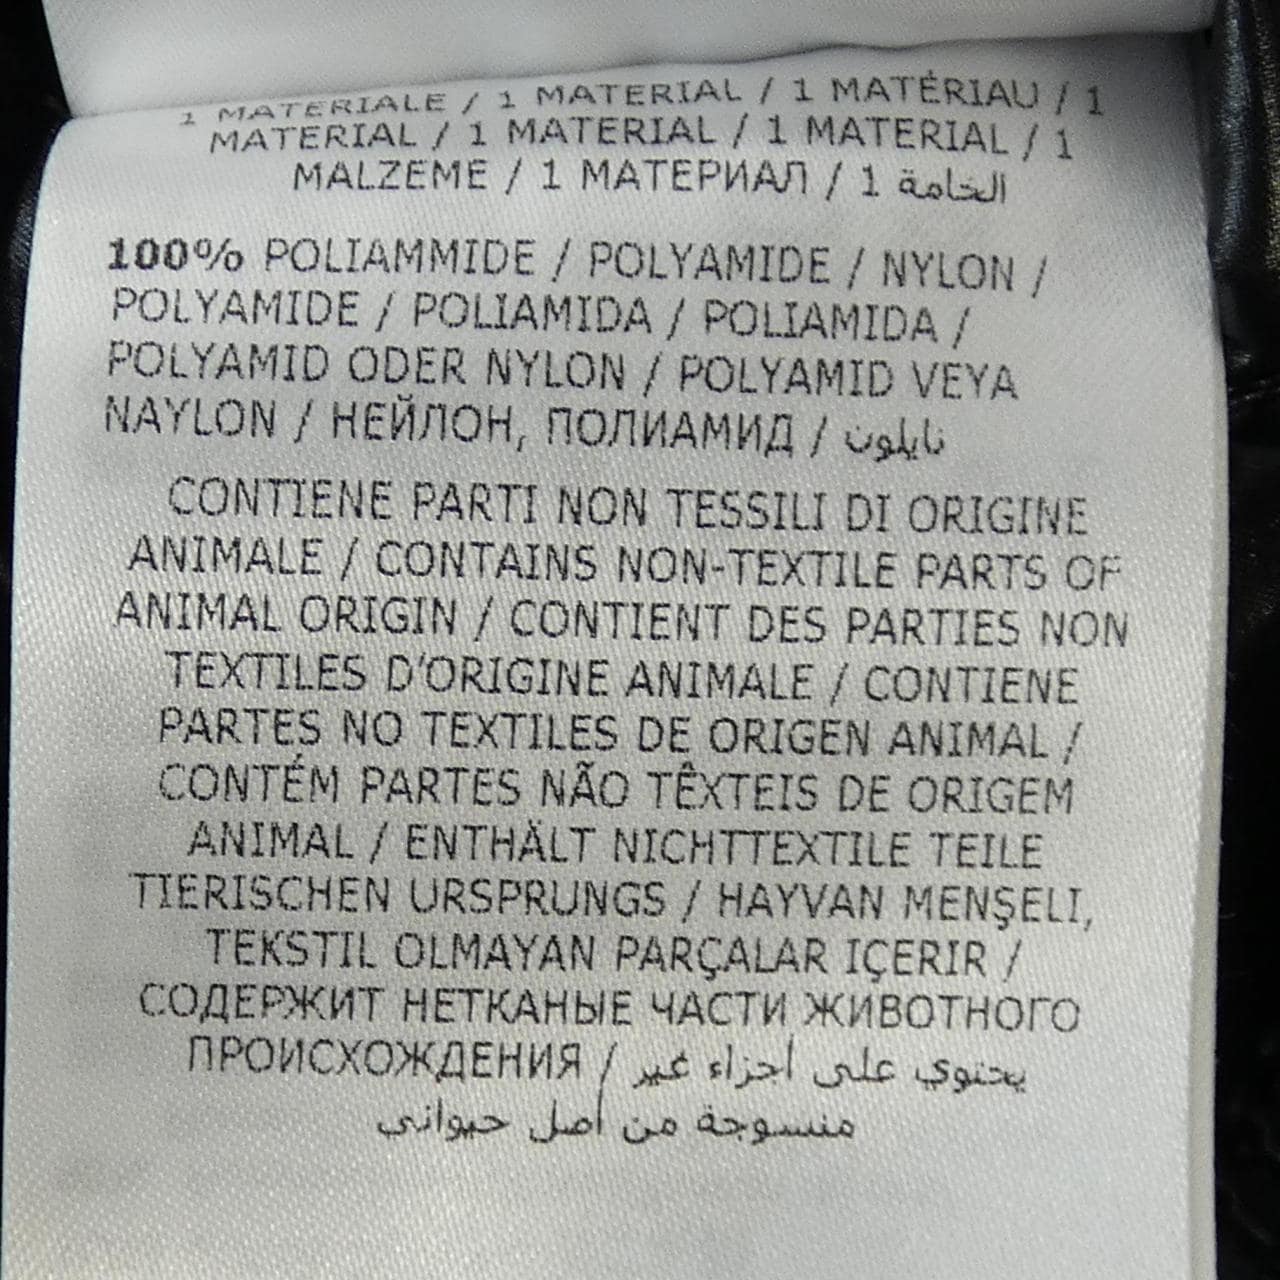 1 MATERIALE / 1 MATERIAL / 1 MATÉRIAU / 1
MATERIAL / 1 MATERIAL / 1 MATERIAL / 1
MALZEME / 1 МАТЕРИАЛ / 1 الخامة
100% POLIAMMIDE / POLYAMIDE / NYLON /
POLYAMIDE / POLIAMIDA / POLIAMIDA /
POLYAMID ODER NYLON / POLYAMID VEYA
NAYLON / НЕЙЛОН, ПОЛИАМИД / نايلون
CONTIENE PARTI NON TESSILI DI ORIGINE
ANIMALE / CONTAINS NON-TEXTILE PARTS OF
ANIMAL ORIGIN / CONTIENT DES PARTIES NON
TEXTILES D'ORIGINE ANIMALE / CONTIENE
PARTES NO TEXTILES DE ORIGEN ANIMAL /
CONTÉM PARTES NÃO TÊXTEIS DE ORIGEM
ANIMAL / ENTHÄLT NICHTTEXTILE TEILE
TIERISCHEN URSPRUNGS / HAYVAN MENŞELI,
TEKSTIL OLMAYAN PARÇALAR IÇERIR /
СОДЕРЖИТ НЕТКАНЫЕ ЧАСТИ ЖИВОТНОГО
ПРОИСХОЖДЕНИЯ / يحتوي على أجزاء غير
منسوجة من أصل حيواني